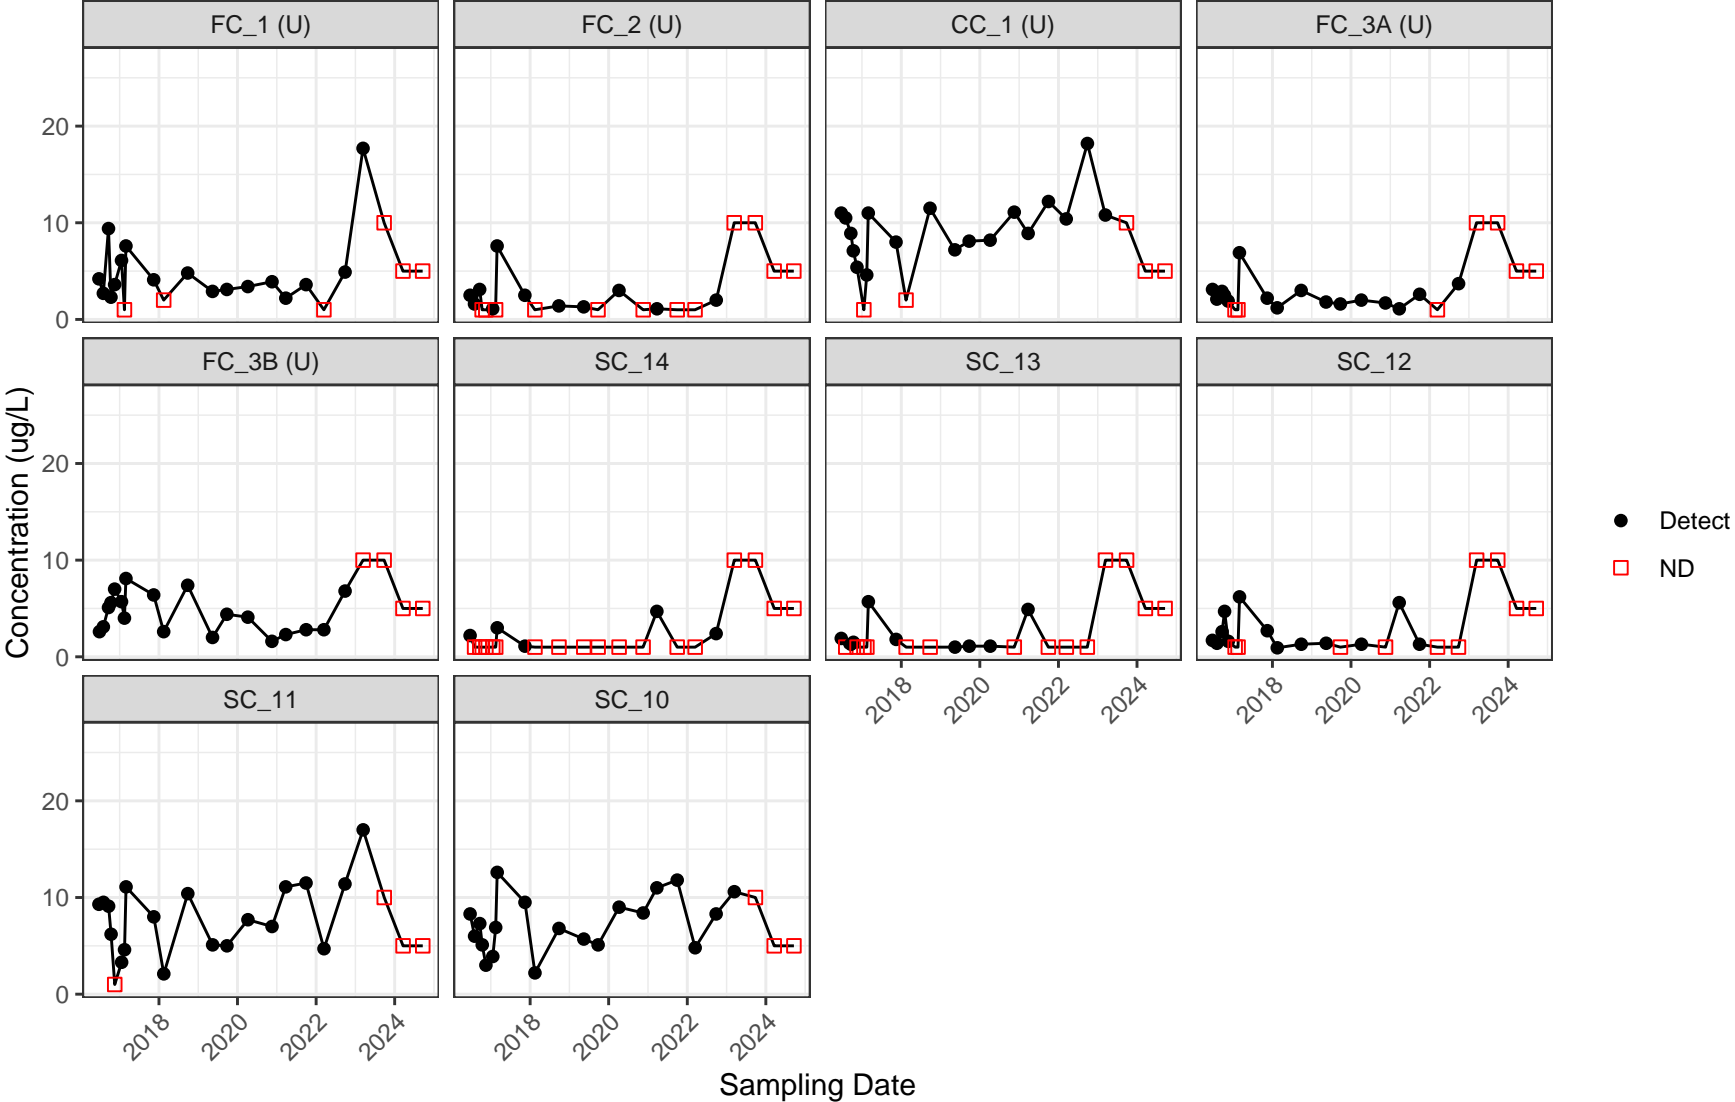 FC_1 (U)
FC_2 (U)
CC_1 (U)
FC_3A (U)
20
10
0
FC_3B (U)
SC_14
SC_13
SC_12
20
10
0
2018
2020
2022
2024
2018
2020
2022
2024
SC_11
SC_10
20
10
0
2018
2020
2022
2024
2018
2020
2022
2024
Concentration (ug/L)
Sampling Date
Detect
ND